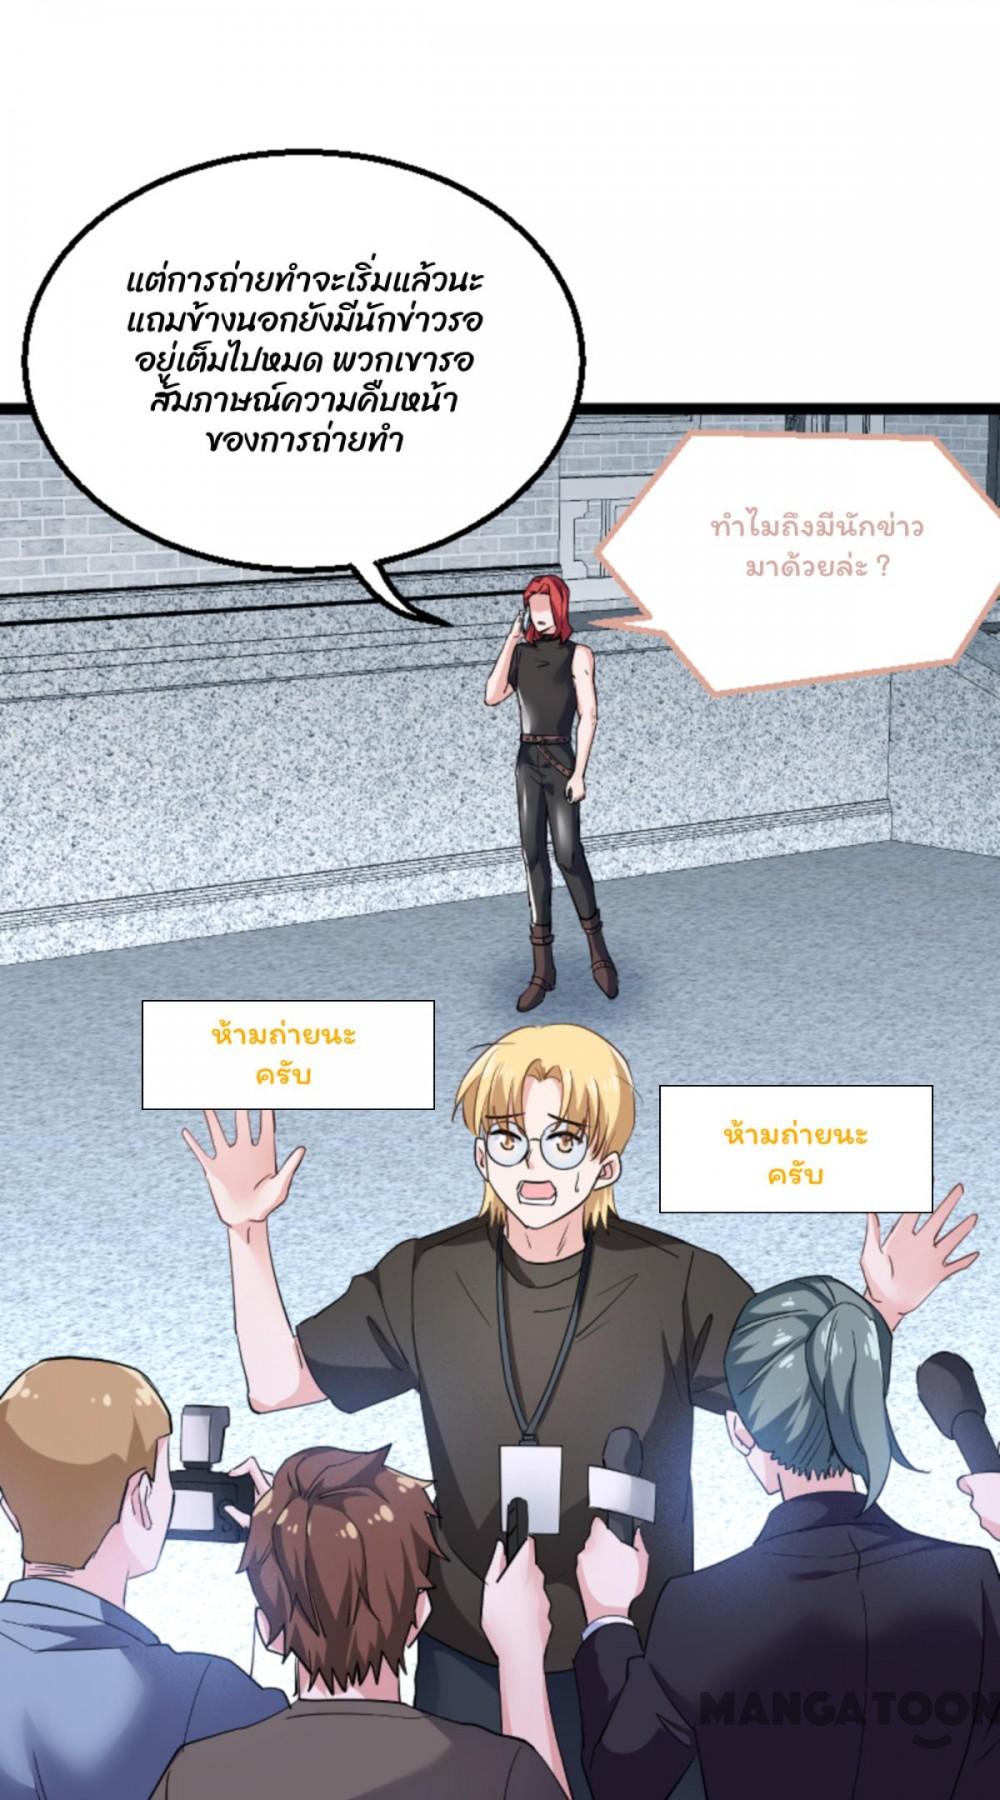 แต่การถ่ายทำจะเริ่มแล้วนะ
แถมข้างนอกยังมีนักข่าวรอ
อยู่เต็มไปหมด พวกเขารอ
สัมภาษณ์ความคืบหน้า
ของการถ่ายทำ
ทำไมถึงมีนักข่าว
มาด้วยล่ะ ?
ห้ามถ่ายนะ
ครับ
ห้ามถ่ายนะ
ครับ
MANGATOON